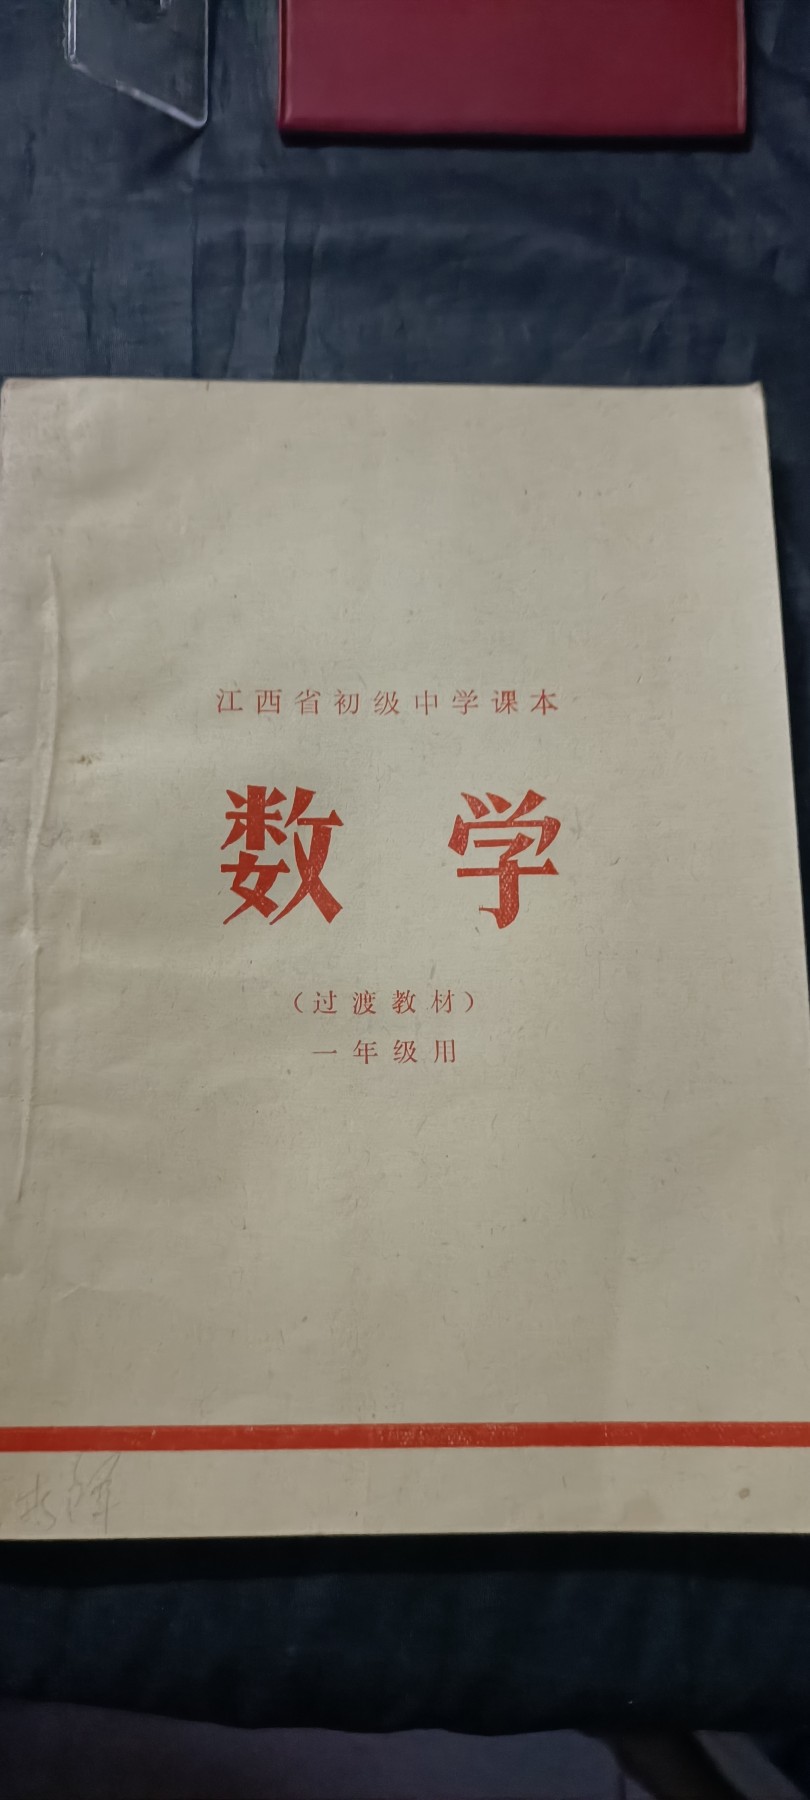 江西省初级中学课本
数学
（过渡教材）
一年级用